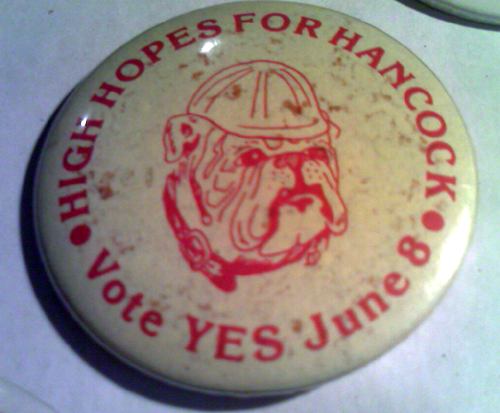 HIGH HOPES FOR HANCOCK
Vote YES June 8